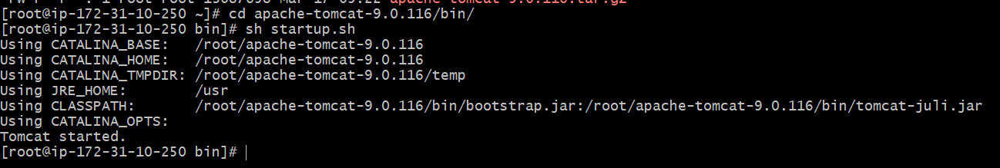 [root@ip-172-31-10-250 ~]# cd apache-tomcat-9.0.116/bin/
[root@ip-172-31-10-250 bin]# sh startup.sh
Using CATALINA_BASE:   /root/apache-tomcat-9.0.116
Using CATALINA_HOME:   /root/apache-tomcat-9.0.116
Using CATALINA_TMPDIR: /root/apache-tomcat-9.0.116/temp
Using JRE_HOME:        /usr
Using CLASSPATH:       /root/apache-tomcat-9.0.116/bin/bootstrap.jar:/root/apache-tomcat-9.0.116/bin/tomcat-juli.jar
Using CATALINA_OPTS:
Tomcat started.
[root@ip-172-31-10-250 bin]#